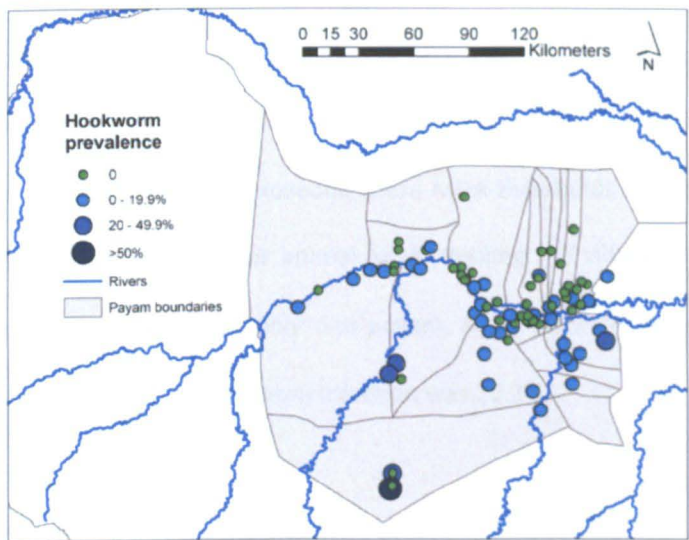 0 15 30 60 90 120
Kilometers
N
Hookworm
prevalence
0
0 - 19.9%
20 - 49.9%
>50%
Rivers
Payam boundaries